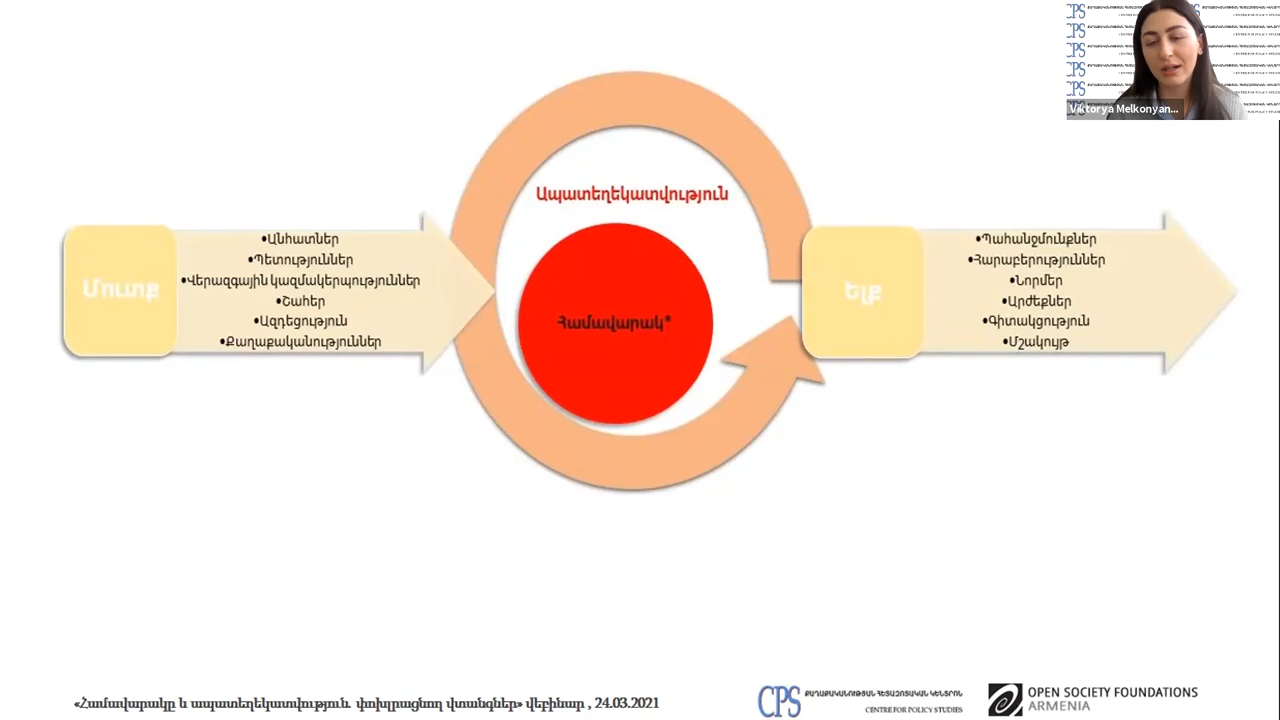 CPS
Viktorya Melkonyan...
Ապատեղեկատվություն
Համավարակ*
Մուտք
•Անհատներ
•Պետություններ
•Վերազգային կազմակերպություններ
•Շահեր
•Ազդեցություն
•Քաղաքականություններ
Ելք
•Պահանջմունքներ
•Հարաբերություններ
•Նորմեր
•Արժեքներ
•Գիտակցություն
•Մշակույթ
«Համավարակը և ապատեղեկատվություն. փոխլրացնող վտանգներ» վեբինար , 24.03.2021
CPS
ՔԱՂԱՔԱԿԱՆՈՒԹՅԱՆ ՀԵՏԱԶՈՏԱԿԱՆ ԿԵՆՏՐՈՆ
CENTRE FOR POLICY STUDIES
OPEN SOCIETY FOUNDATIONS
ARMENIA